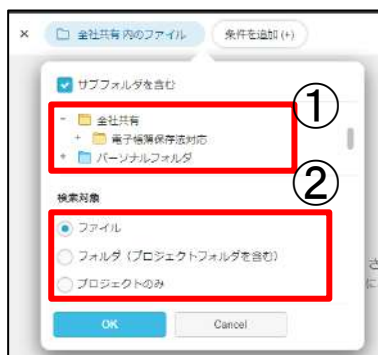 × 全社共有内のファイル 条件を追加 (+)
サブフォルダを含む
①
- 全社共有
+ 電子帳簿保存法対応
+ パーソナルフォルダ
②
検索対象
ファイル
フォルダ（プロジェクトフォルダを含む）
プロジェクトのみ
さ
に
OK Cancel